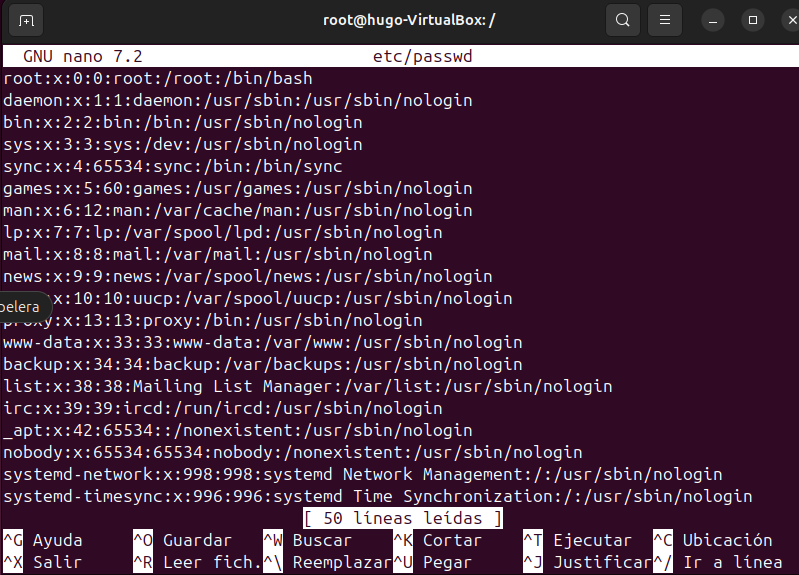 root@hugo-VirtualBox: /
GNU nano 7.2 etc/passwd
root:x:0:0:root:/root:/bin/bash
daemon:x:1:1:daemon:/usr/sbin:/usr/sbin/nologin
bin:x:2:2:bin:/bin:/usr/sbin/nologin
sys:x:3:3:sys:/dev:/usr/sbin/nologin
sync:x:4:65534:sync:/bin:/bin/sync
games:x:5:60:games:/usr/games:/usr/sbin/nologin
man:x:6:12:man:/var/cache/man:/usr/sbin/nologin
lp:x:7:7:lp:/var/spool/lpd:/usr/sbin/nologin
mail:x:8:8:mail:/var/mail:/usr/sbin/nologin
news:x:9:9:news:/var/spool/news:/usr/sbin/nologin
x:10:10:uucp:/var/spool/uucp:/usr/sbin/nologin
pelera
proxy:x:13:13:proxy:/bin:/usr/sbin/nologin
www-data:x:33:33:www-data:/var/www:/usr/sbin/nologin
backup:x:34:34:backup:/var/backups:/usr/sbin/nologin
list:x:38:38:Mailing List Manager:/var/list:/usr/sbin/nologin
irc:x:39:39:ircd:/run/ircd:/usr/sbin/nologin
_apt:x:42:65534::/nonexistent:/usr/sbin/nologin
nobody:x:65534:65534:nobody:/nonexistent:/usr/sbin/nologin
systemd-network:x:998:998:systemd Network Management:/:/usr/sbin/nologin
systemd-timesync:x:996:996:systemd Time Synchronization:/:/usr/sbin/nologin
[ 50 líneas leídas ]
^G Ayuda ^O Guardar ^W Buscar ^K Cortar ^T Ejecutar ^C Ubicación
^X Salir ^R Leer fich. ^\ Reemplazar ^U Pegar ^J Justificar ^/ Ir a línea